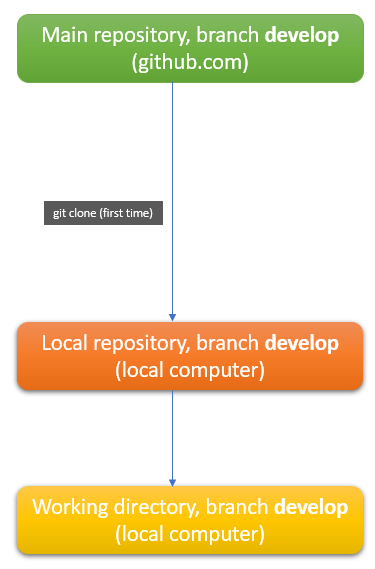 Main repository, branch develop
(github.com)
git clone (first time)
Local repository, branch develop
(local computer)
Working directory, branch develop
(local computer)